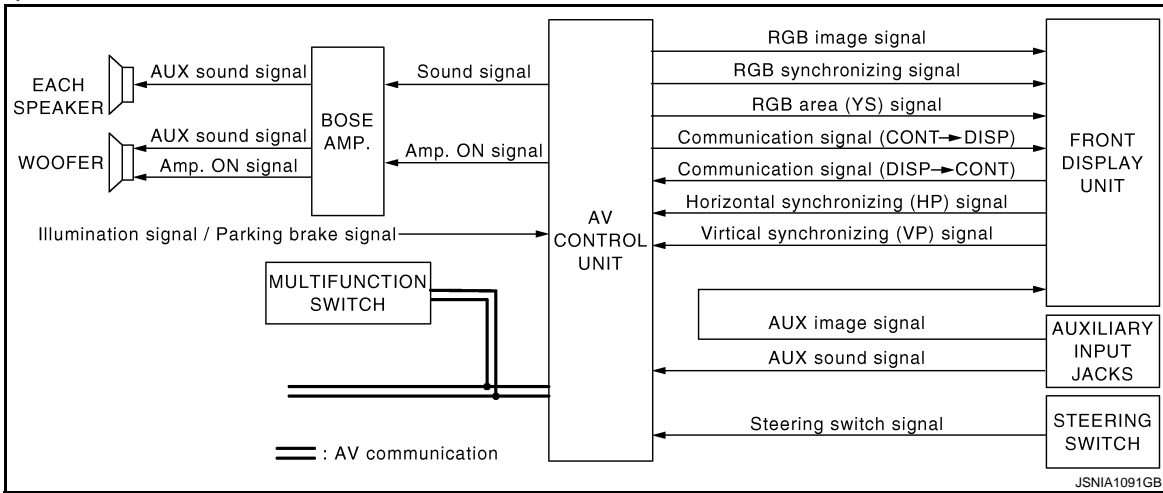 EACH
SPEAKER
AUX sound signal
WOOFER
AUX sound signal
Amp. ON signal
BOSE
AMP.
Sound signal
Amp. ON signal
Illumination signal / Parking brake signal
MULTIFUNCTION
SWITCH
: AV communication
AV
CONTROL
UNIT
RGB image signal
RGB synchronizing signal
RGB area (YS) signal
Communication signal (CONT→DISP)
Communication signal (DISP→CONT)
Horizontal synchronizing (HP) signal
Virtical synchronizing (VP) signal
AUX image signal
AUX sound signal
Steering switch signal
FRONT
DISPLAY
UNIT
AUXILIARY
INPUT
JACKS
STEERING
SWITCH
JSNIA1091GB